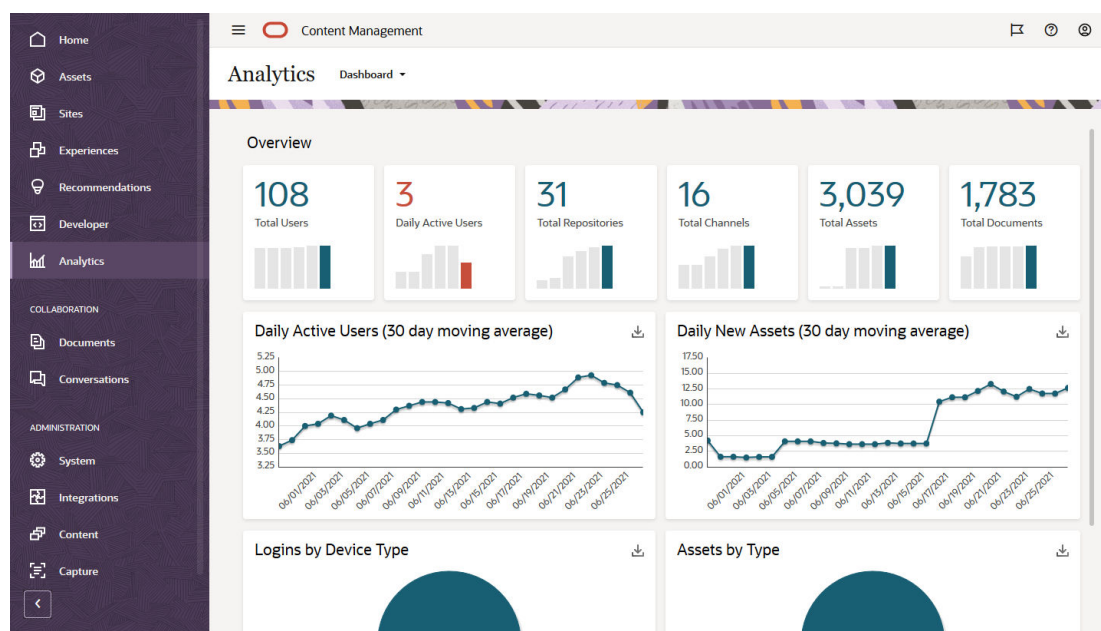 Home
Assets
Sites
Experiences
Recommendations
Developer
Analytics
COLLABORATION
Documents
Conversations
ADMINISTRATION
System
Integrations
Content
Capture
Content Management
Analytics Dashboard
Overview
108
Total Users
3
Daily Active Users
31
Total Repositories
16
Total Channels
3,039
Total Assets
1,783
Total Documents
Daily Active Users (30 day moving average)
5.25
5.00
4.75
4.50
4.25
4.00
3.75
3.50
3.25
06/01/2021
06/03/2021
06/05/2021
06/07/2021
06/09/2021
06/11/2021
06/13/2021
06/15/2021
06/17/2021
06/19/2021
06/21/2021
06/23/2021
06/25/2021
Daily New Assets (30 day moving average)
17.50
15.00
12.50
10.00
7.50
5.00
2.50
0.00
06/01/2021
06/03/2021
06/05/2021
06/07/2021
06/09/2021
06/11/2021
06/13/2021
06/15/2021
06/17/2021
06/19/2021
06/21/2021
06/23/2021
06/25/2021
Logins by Device Type
Assets by Type